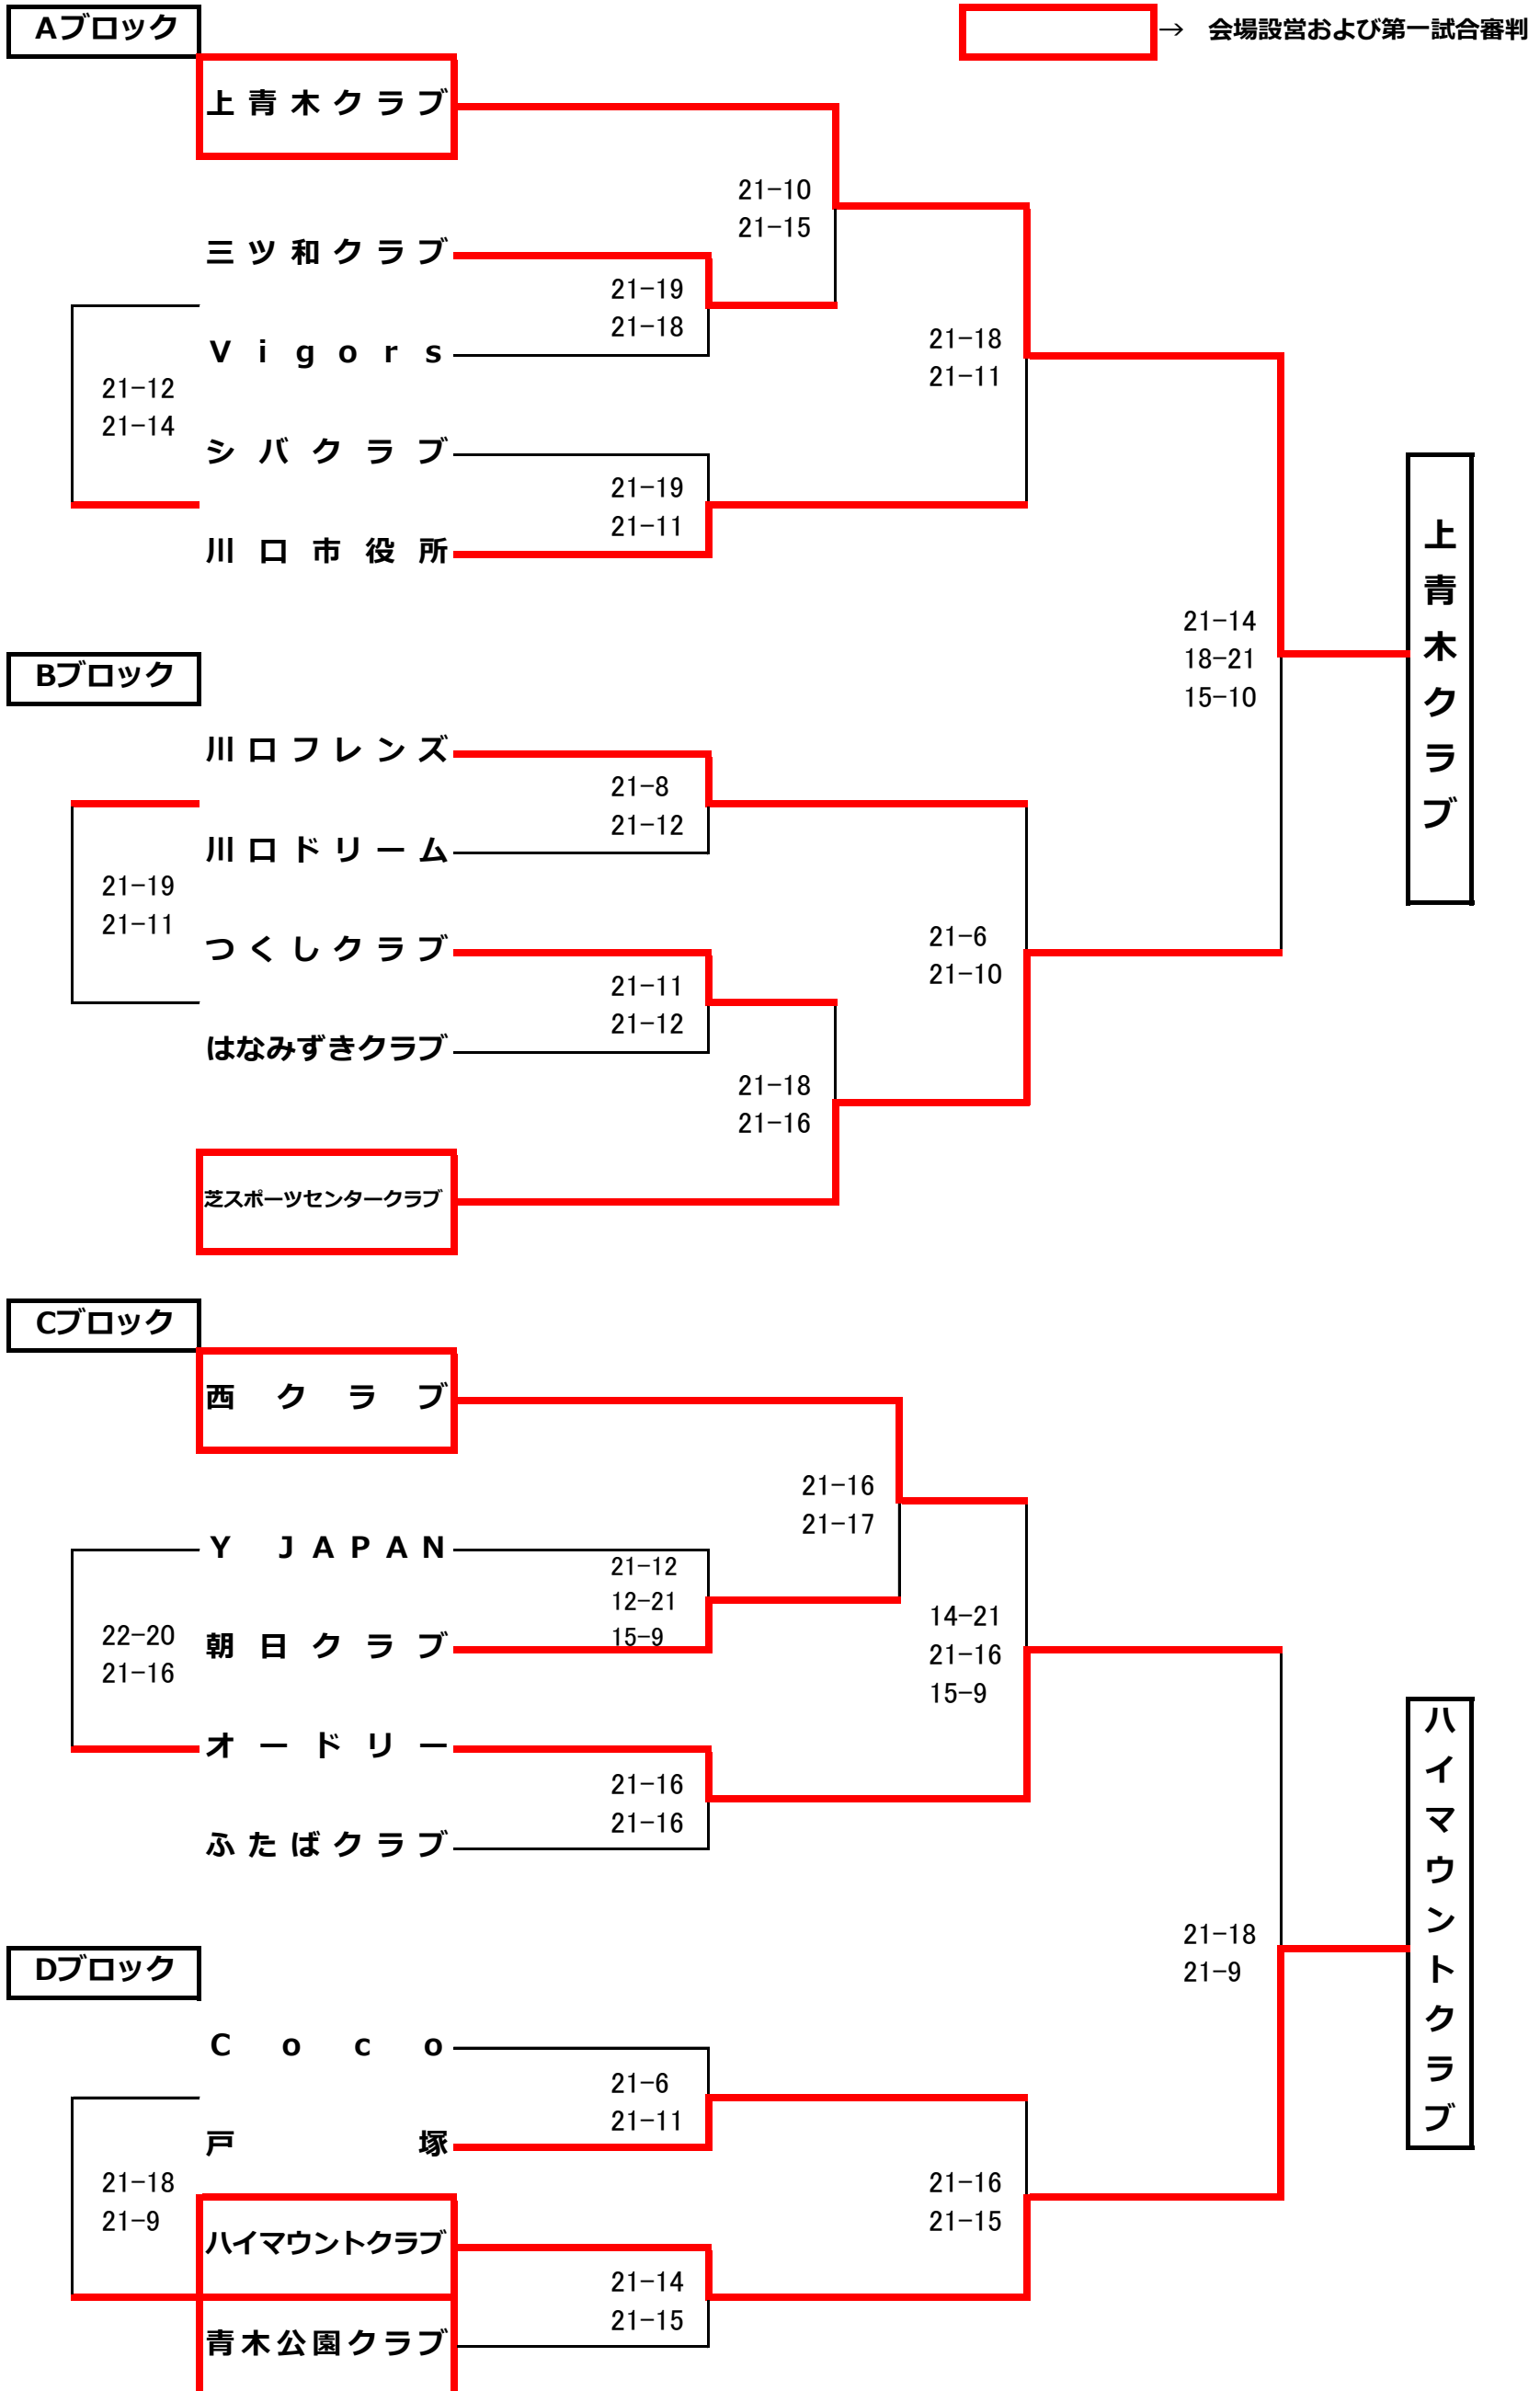 Aブロック
→ 会場設営および第一試合審判
上青木クラブ
21-10
21-15
三ツ和クラブ
21-19
21-18
Vigors
21-18
21-11
21-12
21-14
シバクラブ
21-19
21-11
川口市役所
上青木クラブ
21-14
18-21
15-10
Bブロック
川口フレンズ
21-8
21-12
川口ドリーム
21-19
21-11
つくしクラブ
21-6
21-10
21-11
21-12
はなみずきクラブ
21-18
21-16
芝スポーツセンタークラブ
Cブロック
西クラブ
21-16
21-17
Y JAPAN
21-12
12-21
15-9
22-20
21-16
朝日クラブ
14-21
21-16
15-9
オードリー
21-16
21-16
ふたばクラブ
ハイマウントクラブ
21-18
21-9
Dブロック
Coco
21-6
21-11
戸塚
21-18
21-9
21-16
21-15
ハイマウントクラブ
21-14
21-15
青木公園クラブ